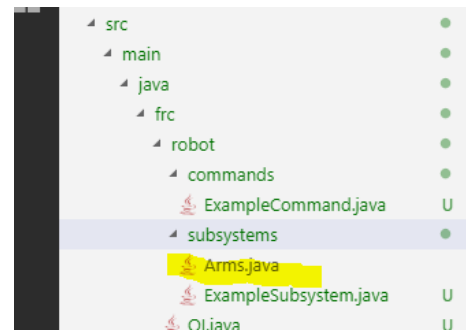 src
main
java
frc
robot
commands
ExampleCommand.java U
subsystems
Arms.java
ExampleSubsystem.java U
OI.java U